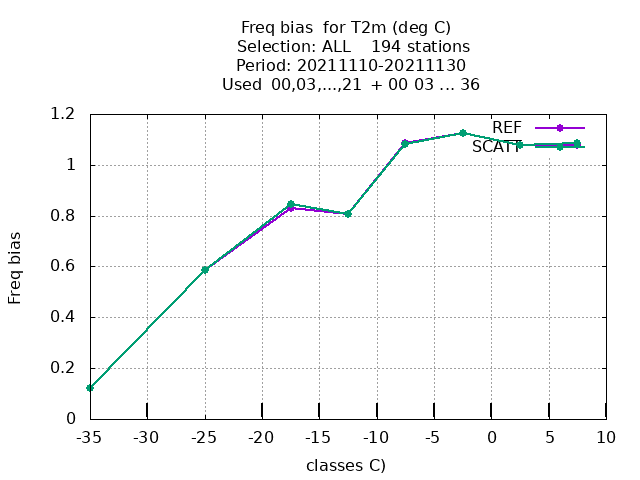 Freq bias  for T2m (deg C)
Selection: ALL    194 stations
Period: 20211110-20211130
Used  00,03,...,21  + 00 03 ... 36
REF
SCATT
1.2
1
0.8
0.6
0.4
0.2
0
Freq bias
-35 -30 -25 -20 -15 -10 -5 0 5 10
classes C)